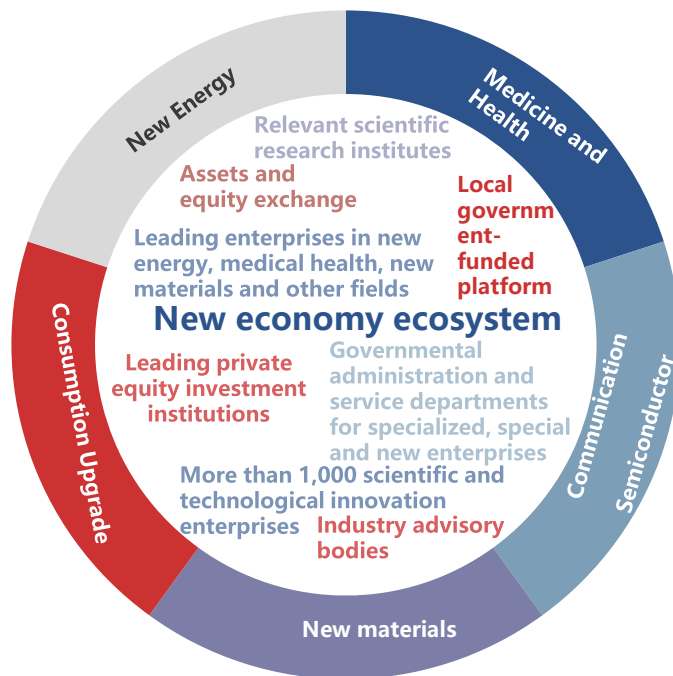 New Energy
Medicine and
Health
Relevant scientific
research institutes
Assets and
equity exchange
Local
governm
ent-
funded
platform
Leading enterprises in new
energy, medical health, new
materials and other fields
New economy ecosystem
Leading private
equity investment
institutions
Governmental
administration and
service departments
for specialized, special
and new enterprises
Consumption Upgrade
Communication
Semiconductor
More than 1,000 scientific and
technological innovation
enterprises
Industry advisory
bodies
New materials